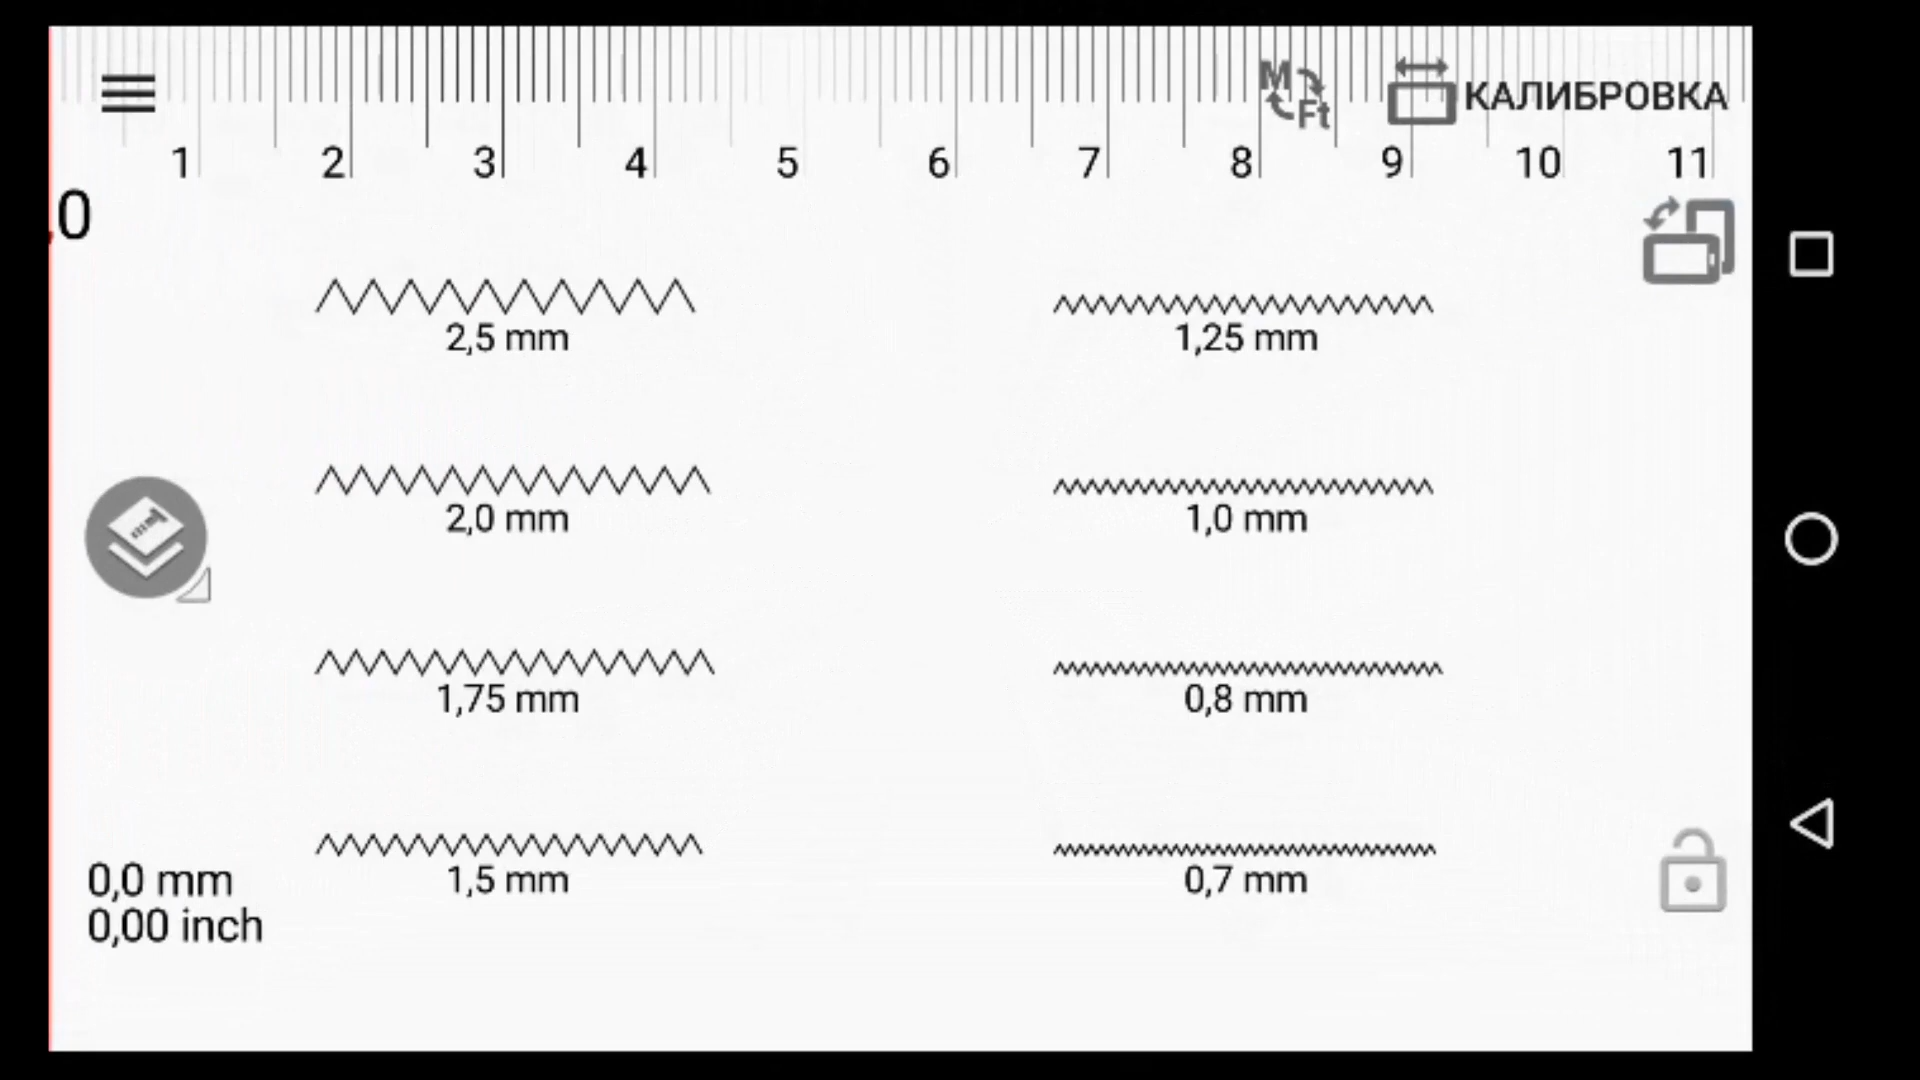 M Ft КАЛИБРОВКА
1 2 3 4 5 6 7 8 9 10 11
,0
2,5 mm 1,25 mm
2,0 mm 1,0 mm
1,75 mm 0,8 mm
1,5 mm 0,7 mm
0,0 mm
0,00 inch